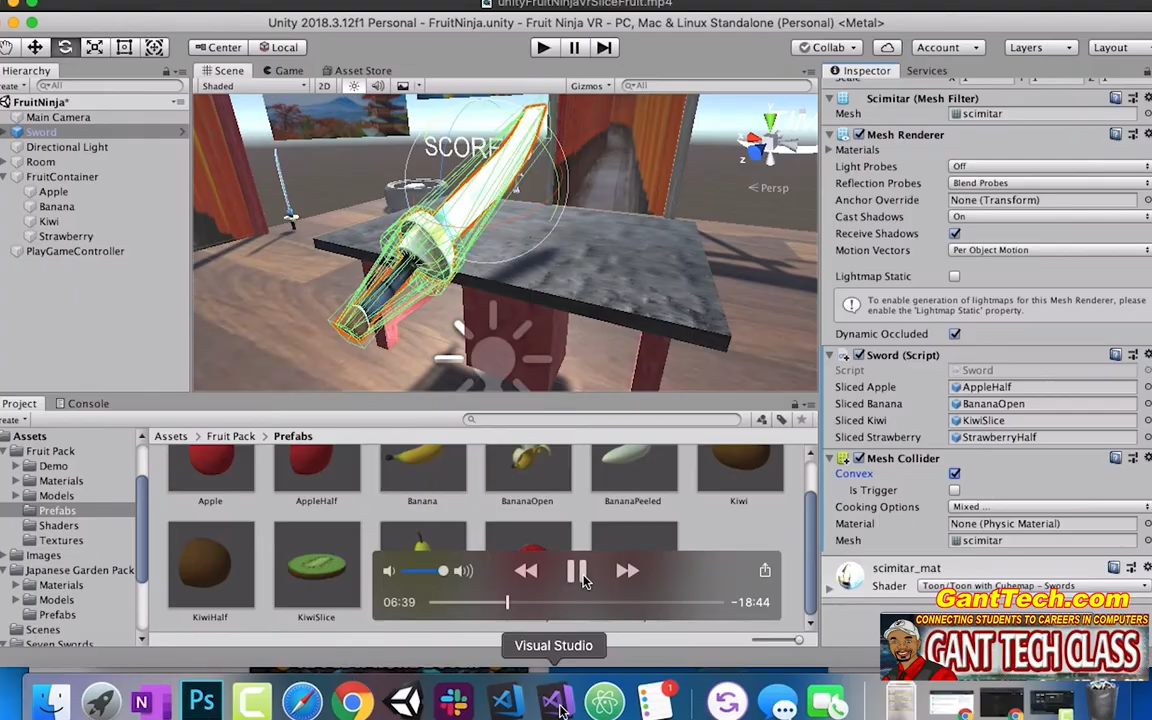 unityFruitNinjaVrSliceFruit.mp4
Unity 2018.3.12f1 Personal - FruitNinja.unity - Fruit Ninja VR - PC, Mac & Linux Standalone (Personal) <Metal>
Center Local Collab Account Layers Layout
Hierarchy
Scene Game Asset Store
Inspector Services
All
Shaded 2D Gizmos All
FruitNinja*
Main Camera
Sword
Directional Light
Room
FruitContainer
Apple
Banana
Kiwi
Strawberry
PlayGameController
SCORE
z
Persp
Scimitar (Mesh Filter)
Mesh scimitar
Mesh Renderer
Materials
Light Probes Off
Reflection Probes Blend Probes
Anchor Override None (Transform)
Cast Shadows On
Receive Shadows
Motion Vectors Per Object Motion
Lightmap Static
To enable generation of lightmaps for this Mesh Renderer, please
enable the 'Lightmap Static' property.
Dynamic Occluded
Sword (Script)
Script Sword
Sliced Apple AppleHalf
Sliced Banana BananaOpen
Sliced Kiwi KiwiSlice
Sliced Strawberry StrawberryHalf
Mesh Collider
Convex
Is Trigger
Cooking Options Mixed ...
Material None (Physic Material)
Mesh scimitar
scimitar_mat
Shader Toon/Toon with Cubemap - Swords
Project Console
Assets
Fruit Pack
Demo
Materials
Models
Prefabs
Shaders
Textures
Images
Japanese Garden Pack
Materials
Models
Prefabs
Scenes
Seven Swords
Assets Fruit Pack Prefabs
Apple AppleHalf Banana BananaOpen BananaPeeled Kiwi
KiwiHalf KiwiSlice
06:39 -18:44
Visual Studio
GantTech.com
CONNECTING STUDENTS TO CAREERS IN COMPUTERS
GANT TECH CLASS
N
Ps
1